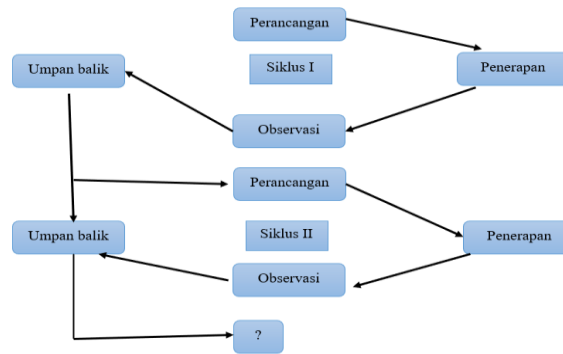 Perancangan
Umpan balik
Siklus I
Penerapan
Observasi
Perancangan
Umpan balik
Siklus II
Penerapan
Observasi
?